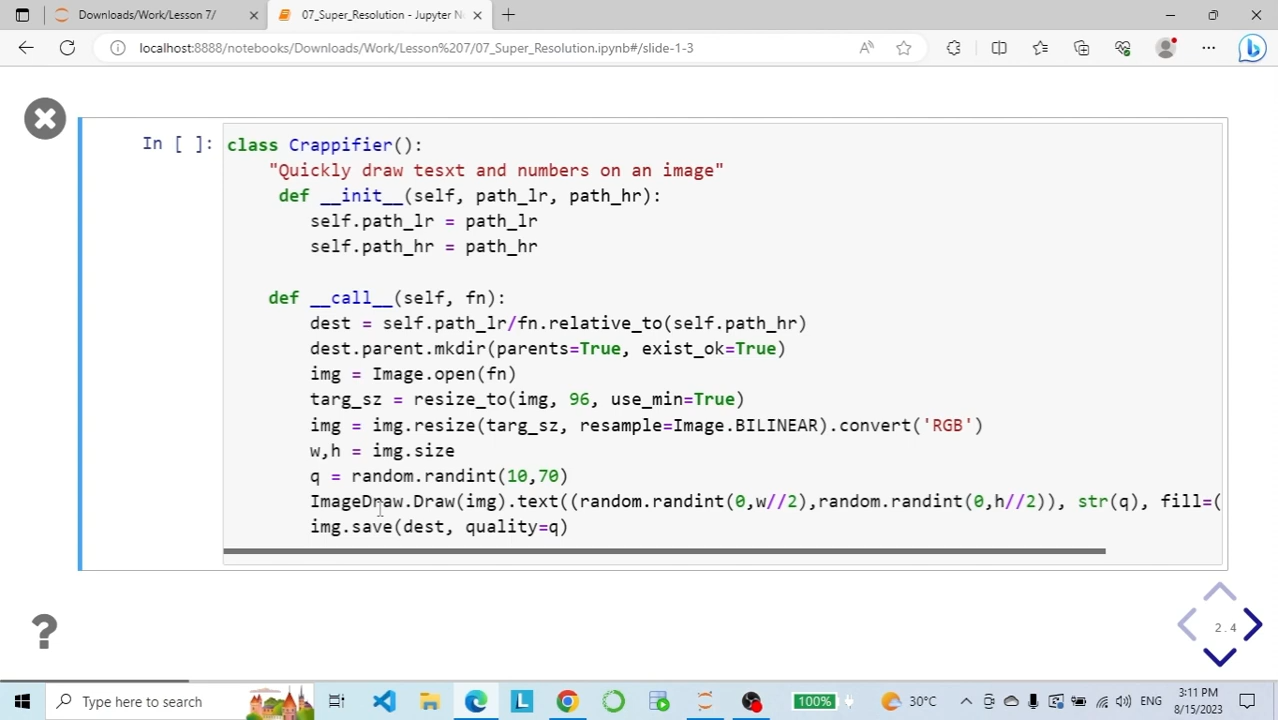 Downloads/Work/Lesson 7/
07_Super_Resolution - Jupyter No
localhost:8888/notebooks/Downloads/Work/Lesson%207/07_Super_Resolution.ipynb#/slide-1-3
In [ ]:
class Crappifier():
"Quickly draw tesxt and numbers on an image"
def __init__(self, path_lr, path_hr):
self.path_lr = path_lr
self.path_hr = path_hr
def __call__(self, fn):
dest = self.path_lr/fn.relative_to(self.path_hr)
dest.parent.mkdir(parents=True, exist_ok=True)
img = Image.open(fn)
targ_sz = resize_to(img, 96, use_min=True)
img = img.resize(targ_sz, resample=Image.BILINEAR).convert('RGB')
w,h = img.size
q = random.randint(10,70)
ImageDraw.Draw(img).text((random.randint(0,w//2),random.randint(0,h//2)), str(q), fill=(
img.save(dest, quality=q)
?
2.4
Type here to search
100%
30°C
ENG
3:11 PM
8/15/2023